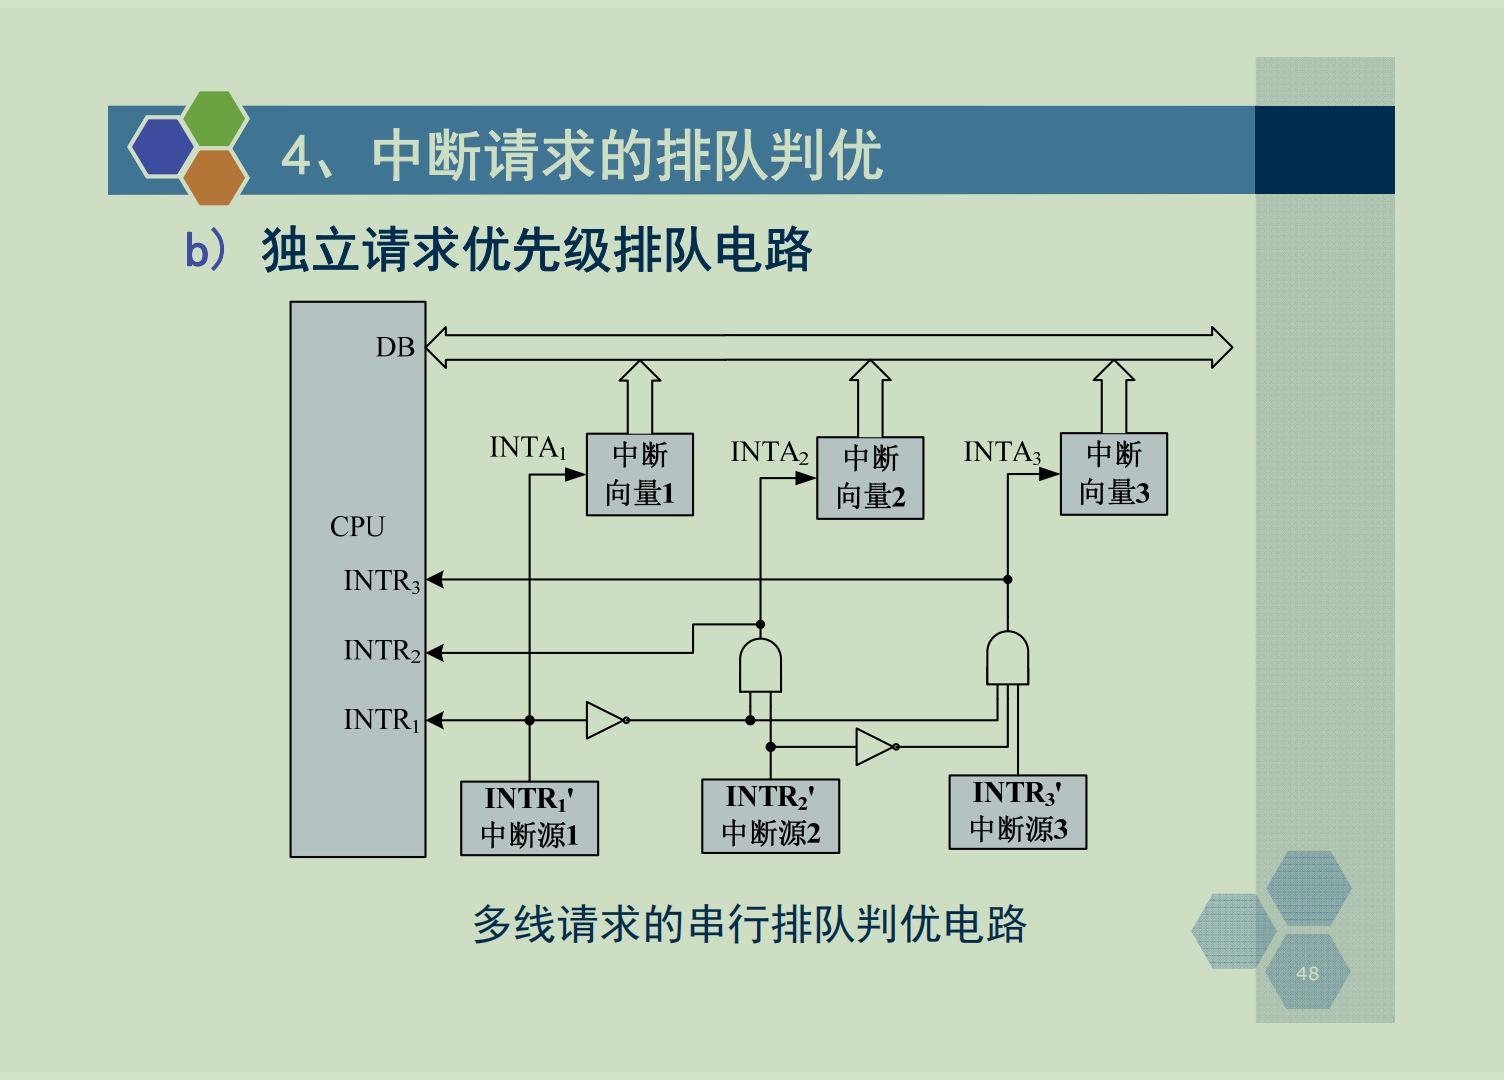 4、中断请求的排队判优
b) 独立请求优先级排队电路
DB
INTA1
中断
向量1
INTA2
中断
向量2
INTA3
中断
向量3
CPU
INTR3
INTR2
INTR1
INTR1'
中断源1
INTR2'
中断源2
INTR3'
中断源3
多线请求的串行排队判优电路
48